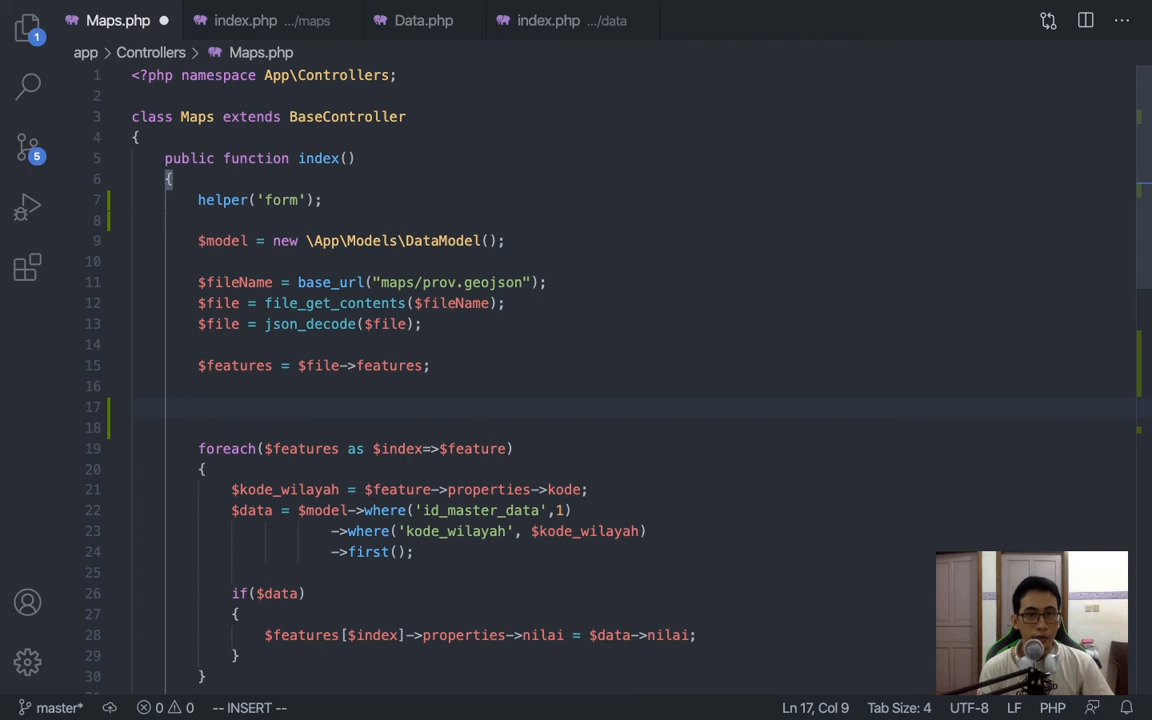 Maps.php index.php .../maps Data.php index.php .../data
1
app Controllers Maps.php
1 <?php namespace App\Controllers;
2
3 class Maps extends BaseController
4 {
5 public function index()
5
6 {
7 helper('form');
8
9 $model = new \App\Models\DataModel();
10
11 $fileName = base_url("maps/prov.geojson");
12 $file = file_get_contents($fileName);
13 $file = json_decode($file);
14
15 $features = $file->features;
16
17
18
19 foreach($features as $index=>$feature)
20 {
21 $kode_wilayah = $feature->properties->kode;
22 $data = $model->where('id_master_data',1)
23 ->where('kode_wilayah', $kode_wilayah)
24 ->first();
25
26 if($data)
27 {
28 $features[$index]->properties->nilai = $data->nilai;
29 }
30 }
master* 0 0 -- INSERT -- Ln 17, Col 9 Tab Size: 4 UTF-8 LF PHP